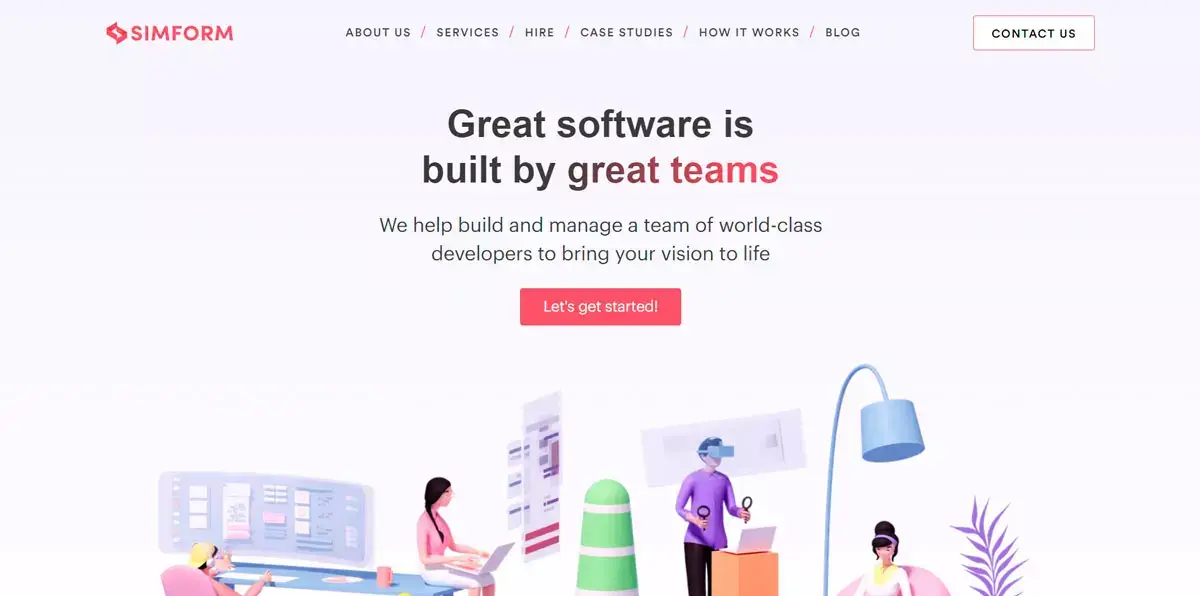 SIMFORM
ABOUT US / SERVICES / HIRE / CASE STUDIES / HOW IT WORKS / BLOG
CONTACT US
Great software is
built by great teams
We help build and manage a team of world-class
developers to bring your vision to life
Let's get started!